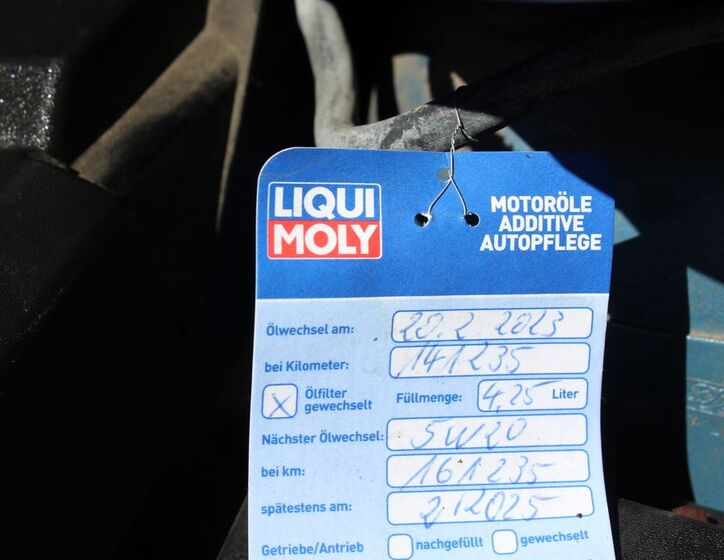 LIQUI
MOLY
MOTORÖLE
ADDITIVE
AUTOPFLEGE
Ölwechsel am: 20.2.2023
bei Kilometer: 141235
X Ölfilter
gewechselt
Füllmenge: 4,25 Liter
Nächster Ölwechsel: 5W20
bei km: 161235
spätestens am: 2/2025
Getriebe/Antrieb nachgefüllt gewechselt